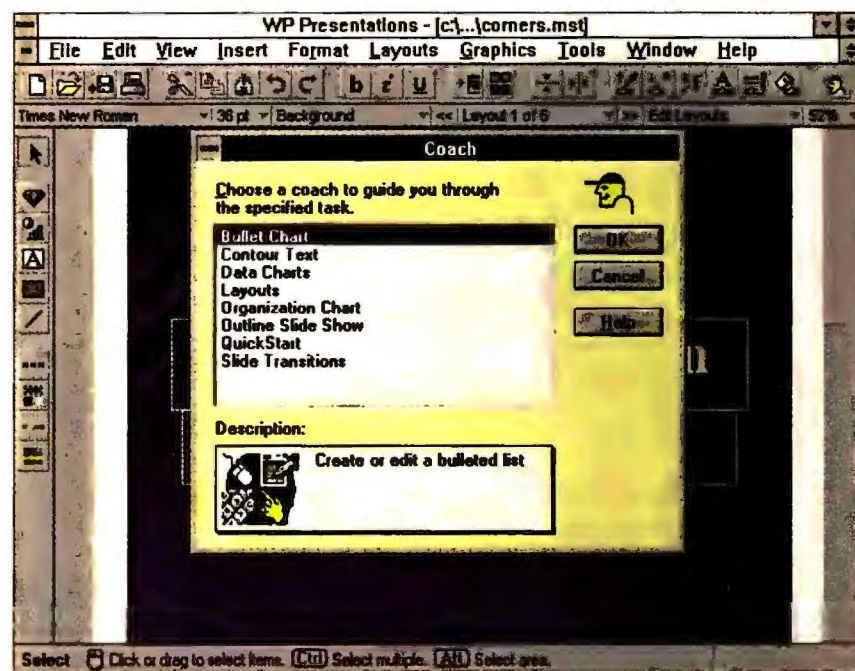 WP Presentations - [c:\...\corners.mst]
File Edit View Insert Format Layouts Graphics Tools Window Help
b i u
Times New Roman 36 pt Background << Layout 1 of 6 >> Edit Layouts 52%
Coach
Choose a coach to guide you through
the specified task.
Bullet Chart
Contour Text
Data Charts
Layouts
Organization Chart
Outline Slide Show
QuickStart
Slide Transitions
OK
Cancel
Help
Description:
Create or edit a bulleted list
A
Select Click or drag to select items. Ctrl Select multiple. Alt Select area.